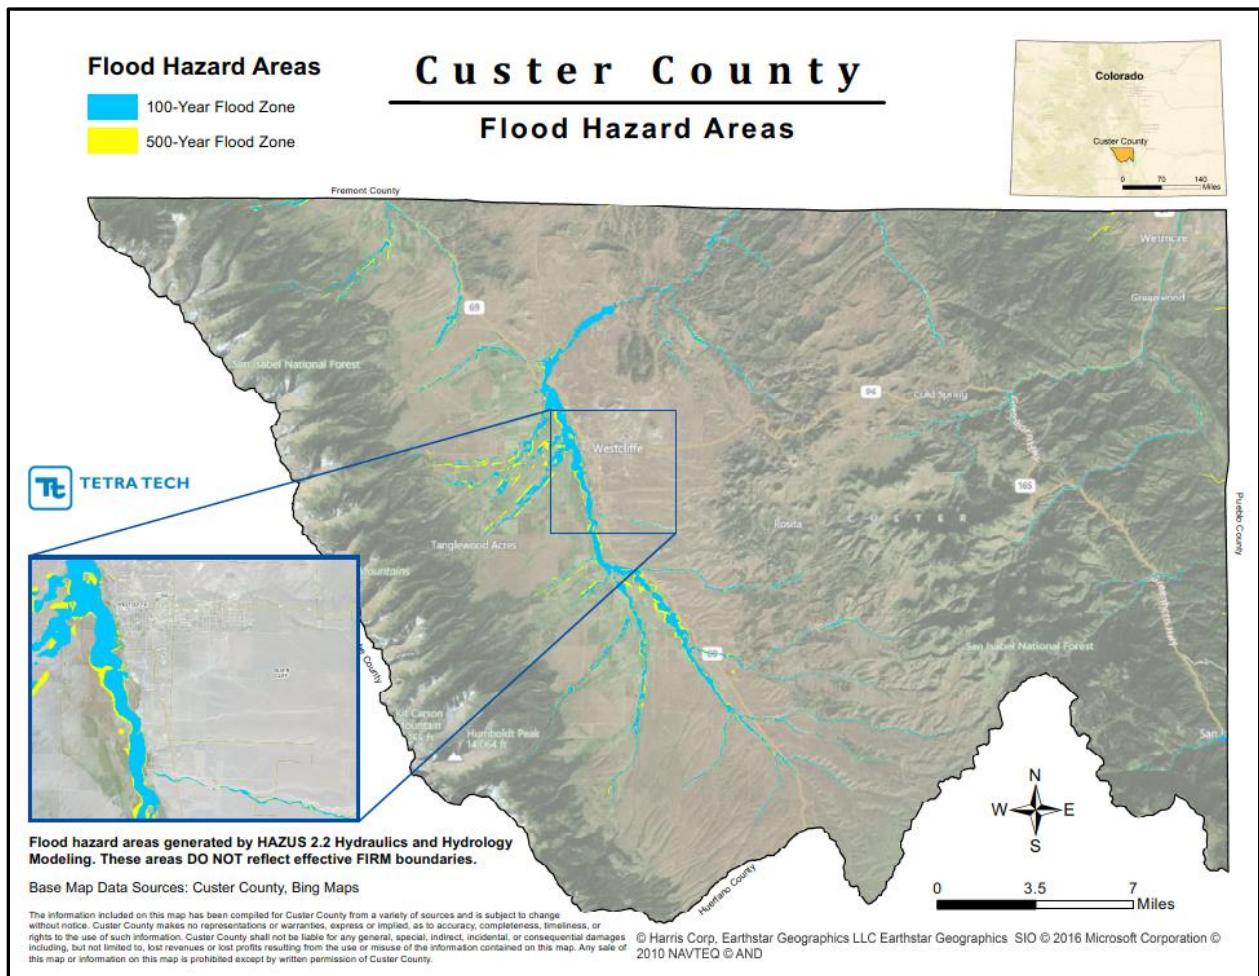 Custer County
Flood Hazard Areas
Flood Hazard Areas
100-Year Flood Zone
500-Year Flood Zone
Colorado
Custer County
0 70 140
Miles
Fremont County
Wetmore
Greenwood
69
San Isabel National Forest
96
Westcliffe
165
Rosita
CUSTER
Pueblo County
Tt TETRA TECH
Tanglewood Acres
Mountains
County
69
San Isabel National Forest
Kit Carson
Mountain
Humboldt Peak
14,064 ft
San
Huerfano County
N
W E
S
0 3.5 7
Miles
Flood hazard areas generated by HAZUS 2.2 Hydraulics and Hydrology
Modeling. These areas DO NOT reflect effective FIRM boundaries.
Base Map Data Sources: Custer County, Bing Maps
The information included on this map has been compiled for Custer County from a variety of sources and is subject to change
without notice. Custer County makes no representations or warranties, express or implied, as to accuracy, completeness, timeliness, or
rights to the use of such information. Custer County shall not be liable for any general, special, indirect, incidental, or consequential damages
including, but not limited to, lost revenues or lost profits resulting from the use or misuse of the information contained on this map. Any sale of
this map or information on this map is prohibited except by written permission of Custer County.
© Harris Corp, Earthstar Geographics LLC Earthstar Geographics SIO © 2016 Microsoft Corporation ©
2010 NAVTEQ © AND